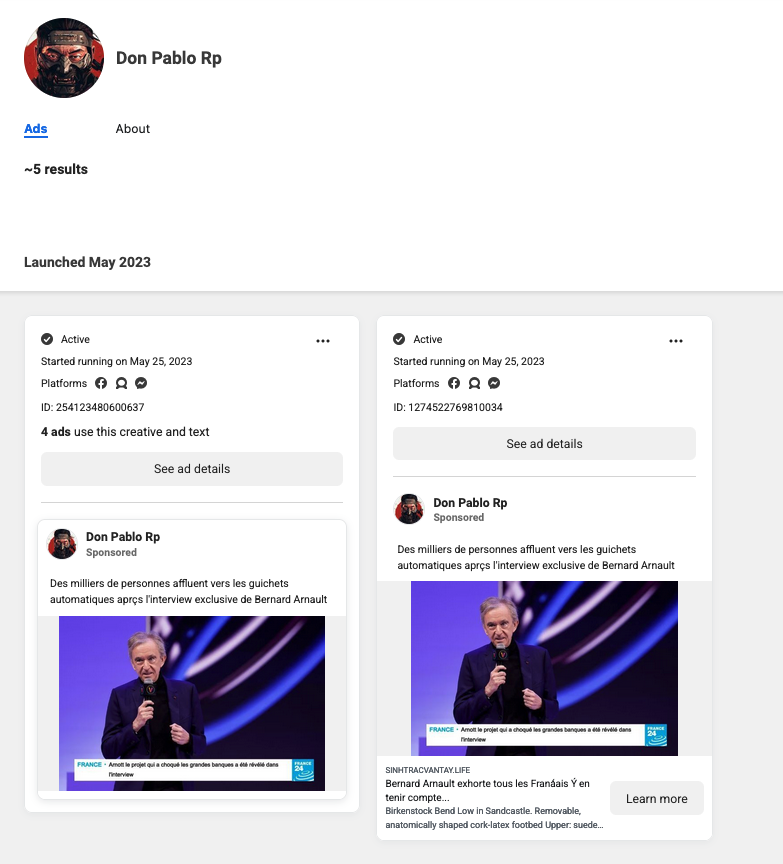 Don Pablo Rp
Ads
About
~5 results
Launched May 2023
Active
Started running on May 25, 2023
Platforms
ID: 254123480600637
4 ads use this creative and text
See ad details
Don Pablo Rp
Sponsored
Des milliers de personnes affluent vers les guichets
automatiques aprçs l'interview exclusive de Bernard Arnault
FRANCE • Arnott le projet qui a choqué les grandes banques a été révélé dans
l'interview
FRANCE
24
Active
Started running on May 25, 2023
Platforms
ID: 1274522769810034
See ad details
Don Pablo Rp
Sponsored
Des milliers de personnes affluent vers les guichets
automatiques aprçs l'interview exclusive de Bernard Arnault
FRANCE • Arnott le projet qui a choqué les grandes banques a été révélé dans
l'interview
FRANCE
24
SINHTRACVANTAY.LIFE
Bernard Arnault exhorte tous les Franǻais Ý en
tenir compte...
Birkenstock Bend Low in Sandcastle. Removable,
anatomically shaped cork-latex footbed Upper: suede...
Learn more